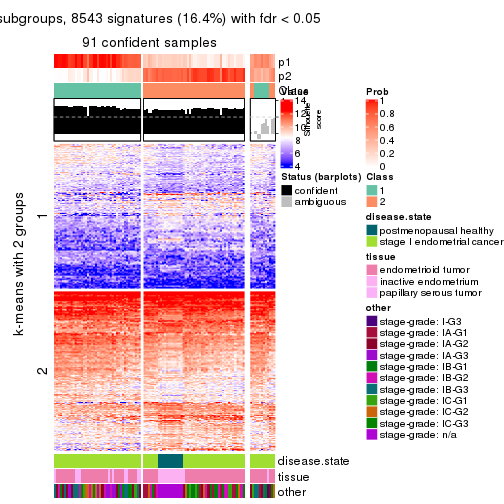 subgroups, 8543 signatures (16.4%) with fdr < 0.05
91 confident samples
p1
p2
Class
Value
14
12
10
8
6
4
Silhouette
score
Prob
1
0.8
0.6
0.4
0.2
0
Status (barplots)
confident
ambiguous
Class
1
2
disease.state
postmenopausal healthy
stage I endometrial cancer
tissue
endometrioid tumor
inactive endometrium
papillary serous tumor
other
stage-grade: I-G3
stage-grade: IA-G1
stage-grade: IA-G2
stage-grade: IA-G3
stage-grade: IB-G1
stage-grade: IB-G2
stage-grade: IB-G3
stage-grade: IC-G1
stage-grade: IC-G2
stage-grade: IC-G3
stage-grade: n/a
k-means with 2 groups
1
2
disease.state
tissue
other